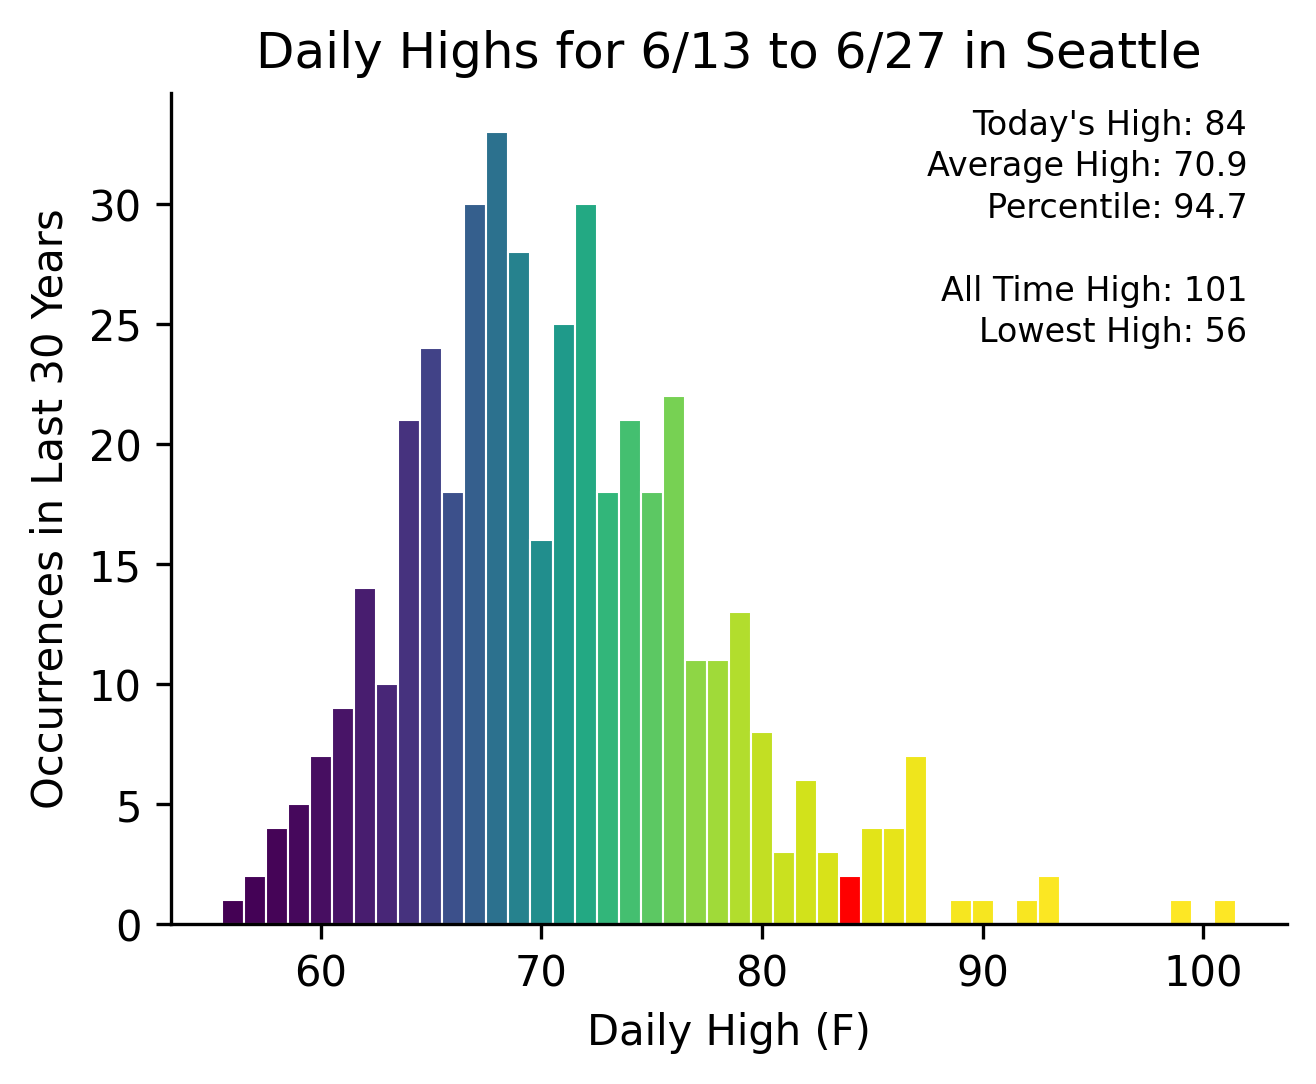 Daily Highs for 6/13 to 6/27 in Seattle
Today's High: 84
Average High: 70.9
Percentile: 94.7
All Time High: 101
Lowest High: 56
Occurrences in Last 30 Years
30
25
20
15
10
5
0
60 70 80 90 100
Daily High (F)